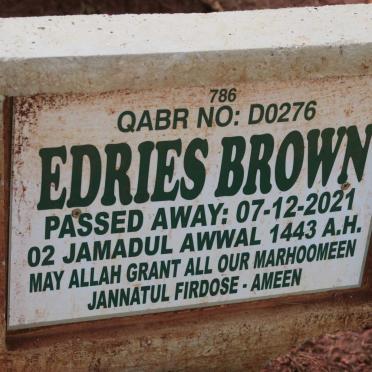 786
QABR NO: D0276
EDRIES BROWN
PASSED AWAY: 07-12-2021
02 JAMADUL AWWAL 1443 A.H.
MAY ALLAH GRANT ALL OUR MARHOOMEEN
JANNATUL FIRDOSE - AMEEN